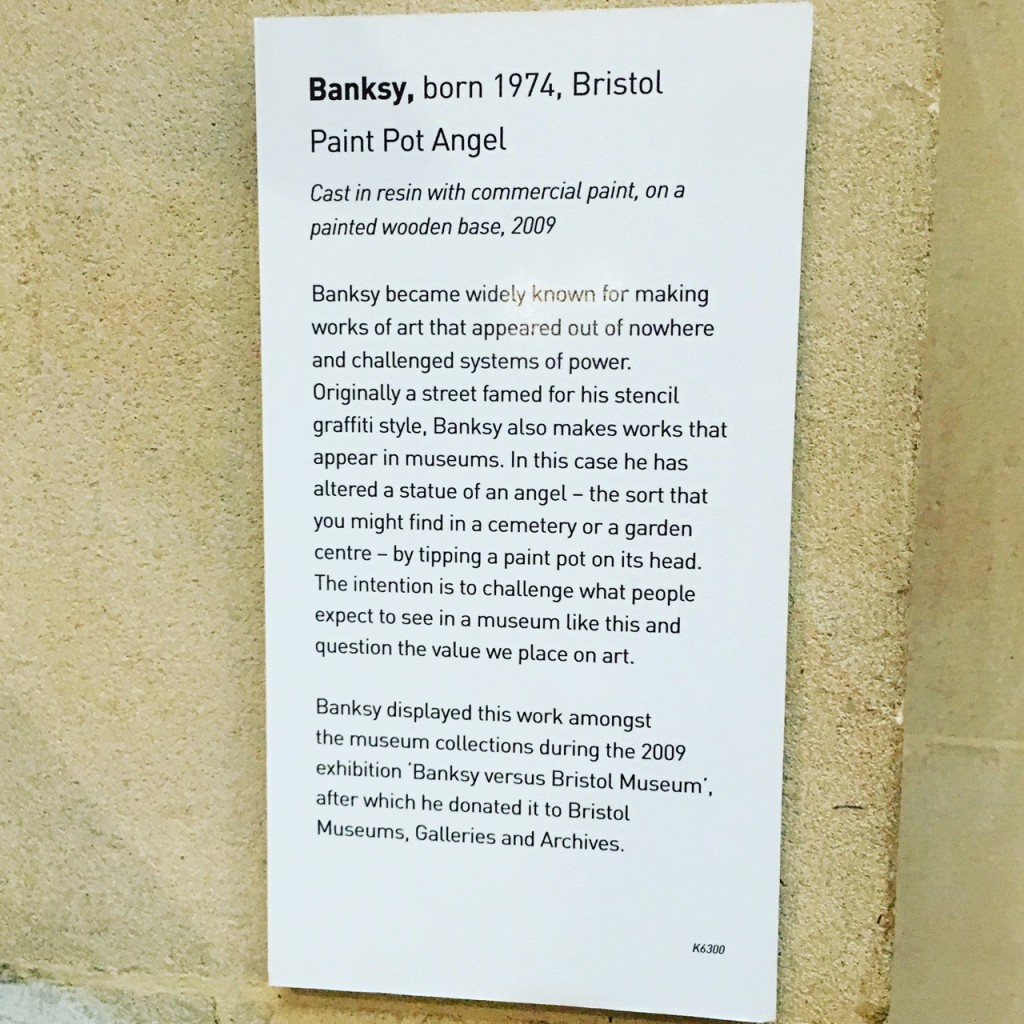 Banksy, born 1974, Bristol
Paint Pot Angel
Cast in resin with commercial paint, on a
painted wooden base, 2009
Banksy became widely known for making
works of art that appeared out of nowhere
and challenged systems of power.
Originally a street famed for his stencil
graffiti style, Banksy also makes works that
appear in museums. In this case he has
altered a statue of an angel – the sort that
you might find in a cemetery or a garden
centre – by tipping a paint pot on its head.
The intention is to challenge what people
expect to see in a museum like this and
question the value we place on art.
Banksy displayed this work amongst
the museum collections during the 2009
exhibition 'Banksy versus Bristol Museum',
after which he donated it to Bristol
Museums, Galleries and Archives.
K6300